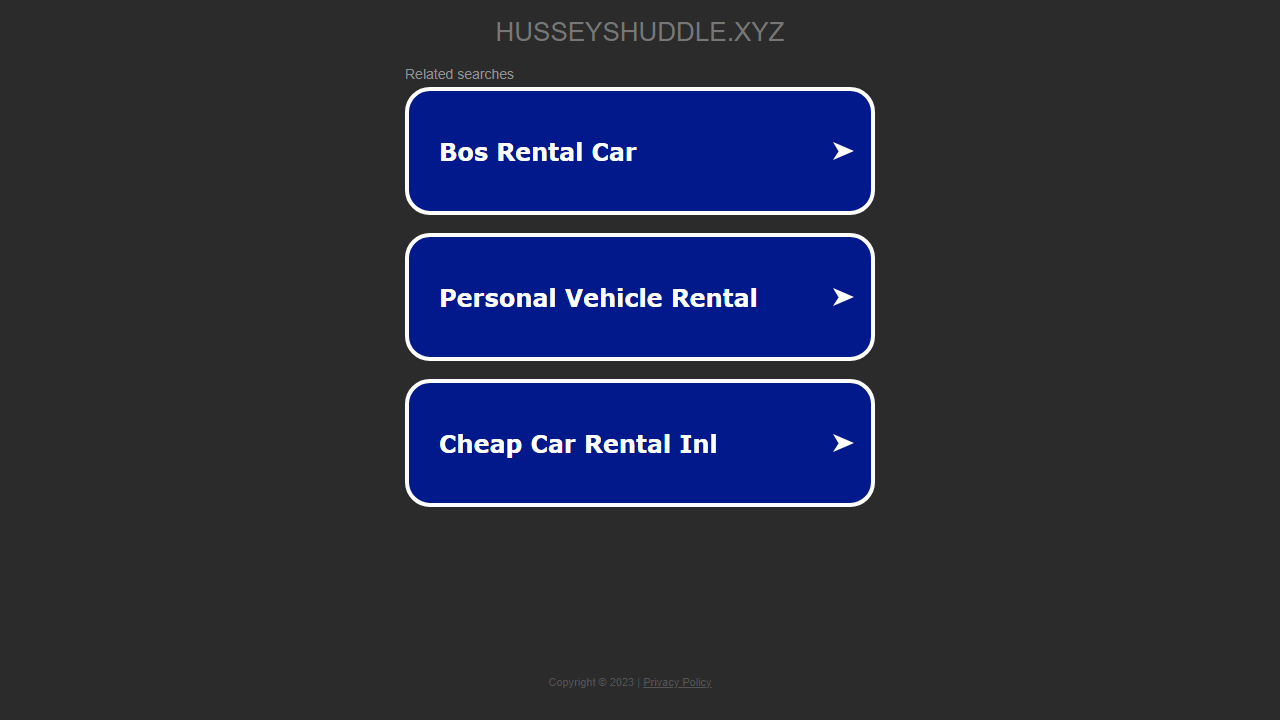 HUSSEYSHUDDLE.XYZ
Related searches
Bos Rental Car
Personal Vehicle Rental
Cheap Car Rental Inl
Copyright © 2023 | Privacy Policy